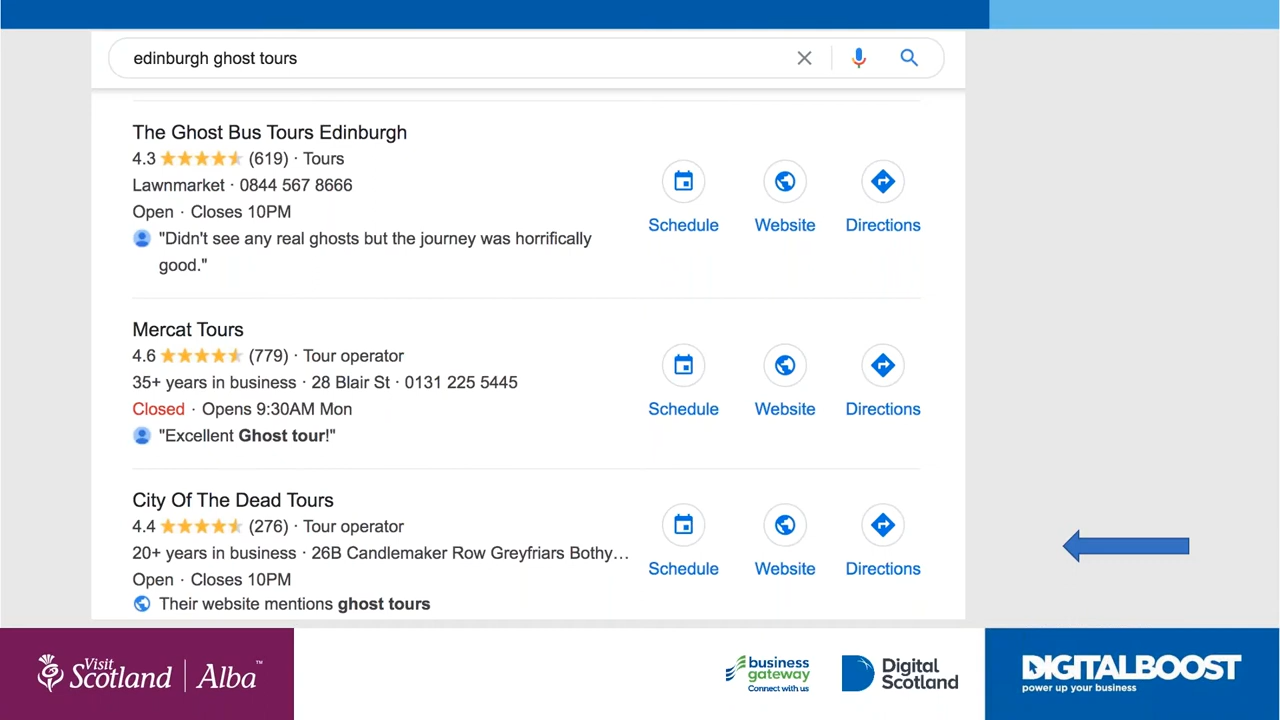 edinburgh ghost tours
The Ghost Bus Tours Edinburgh
4.3 (619) · Tours
Lawnmarket · 0844 567 8666
Open · Closes 10PM
"Didn't see any real ghosts but the journey was horrifically
good."
Schedule Website Directions
Mercat Tours
4.6 (779) · Tour operator
35+ years in business · 28 Blair St · 0131 225 5445
Closed · Opens 9:30AM Mon
"Excellent Ghost tour!"
Schedule Website Directions
City Of The Dead Tours
4.4 (276) · Tour operator
20+ years in business · 26B Candlemaker Row Greyfriars Bothy…
Open · Closes 10PM
Their website mentions ghost tours
Schedule Website Directions
Visit
Scotland | Alba™
business
gateway
Connect with us
Digital
Scotland
DIGITALBOOST
power up your business